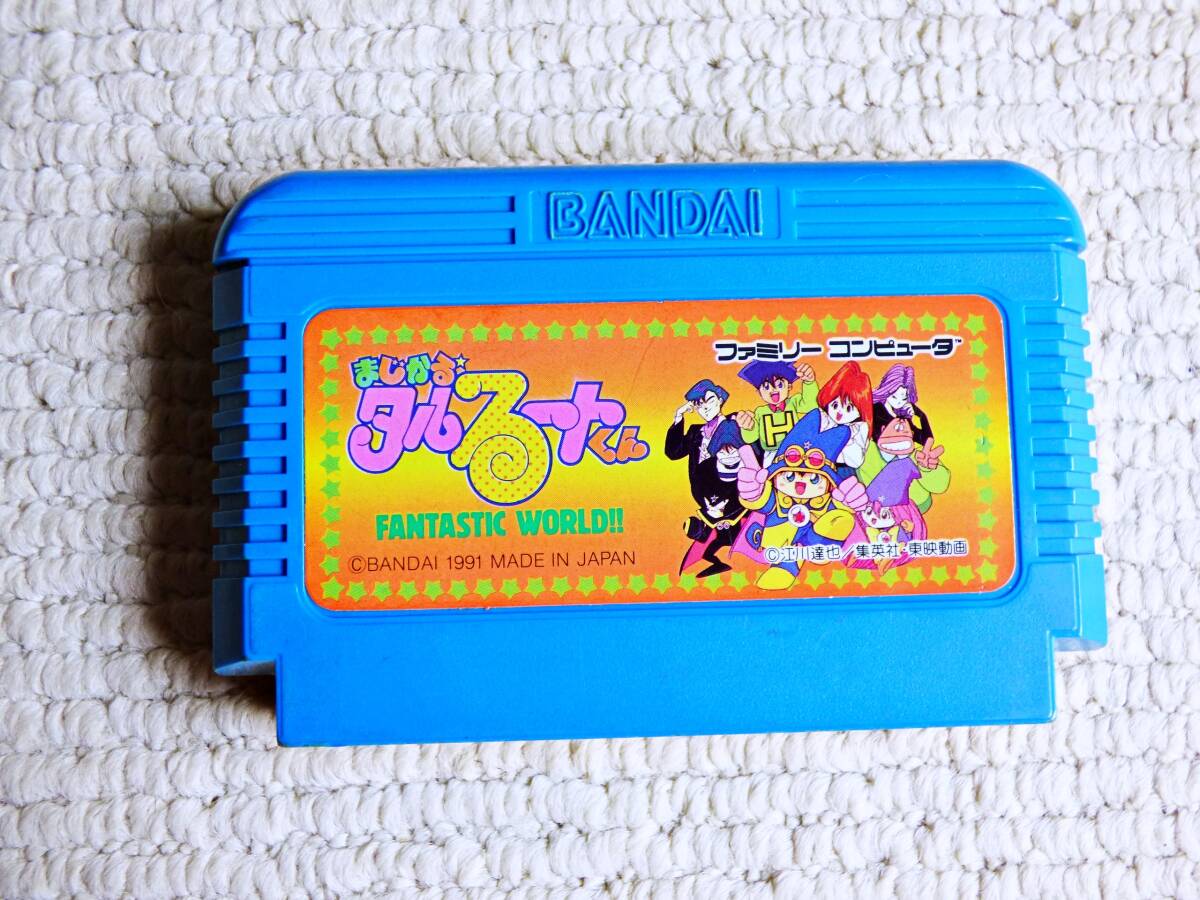 BANDAI
ファミリー コンピュータ™
まじかる
タルるートくん
FANTASTIC WORLD!!
©BANDAI 1991 MADE IN JAPAN
©江川達也/集英社・東映動画
H